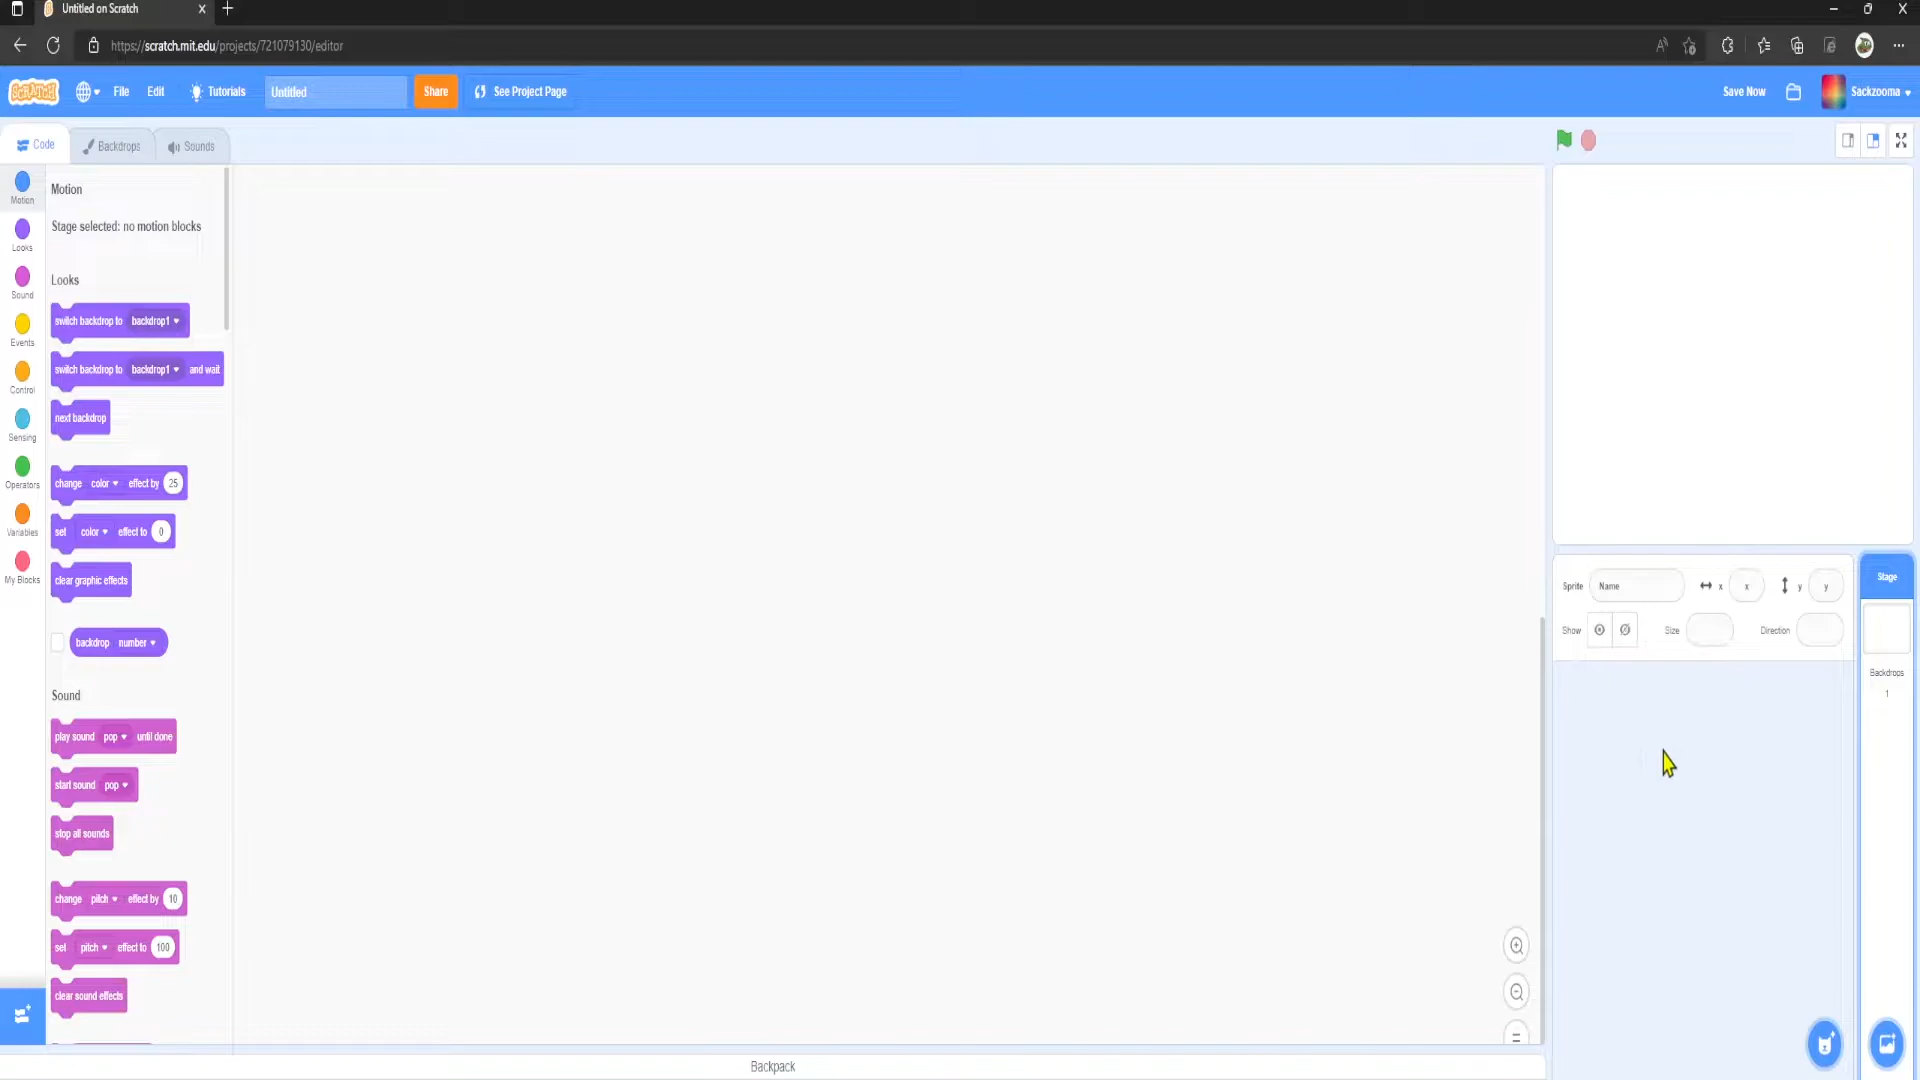 Untitled on Scratch
https://scratch.mit.edu/projects/721079130/editor
SCRATCH
File
Edit
Tutorials
Untitled
Share
See Project Page
Save Now
Sackzooma
Code
Backdrops
Sounds
Motion
Looks
Sound
Events
Control
Sensing
Operators
Variables
My Blocks
Motion
Stage selected: no motion blocks
Looks
switch backdrop to backdrop1
switch backdrop to backdrop1 and wait
next backdrop
change color effect by 25
set color effect to 0
clear graphic effects
backdrop number
Sound
play sound pop until done
start sound pop
stop all sounds
change pitch effect by 10
set pitch effect to 100
clear sound effects
Sprite Name x x y y
Show Size Direction
Stage
Backdrops
1
Backpack